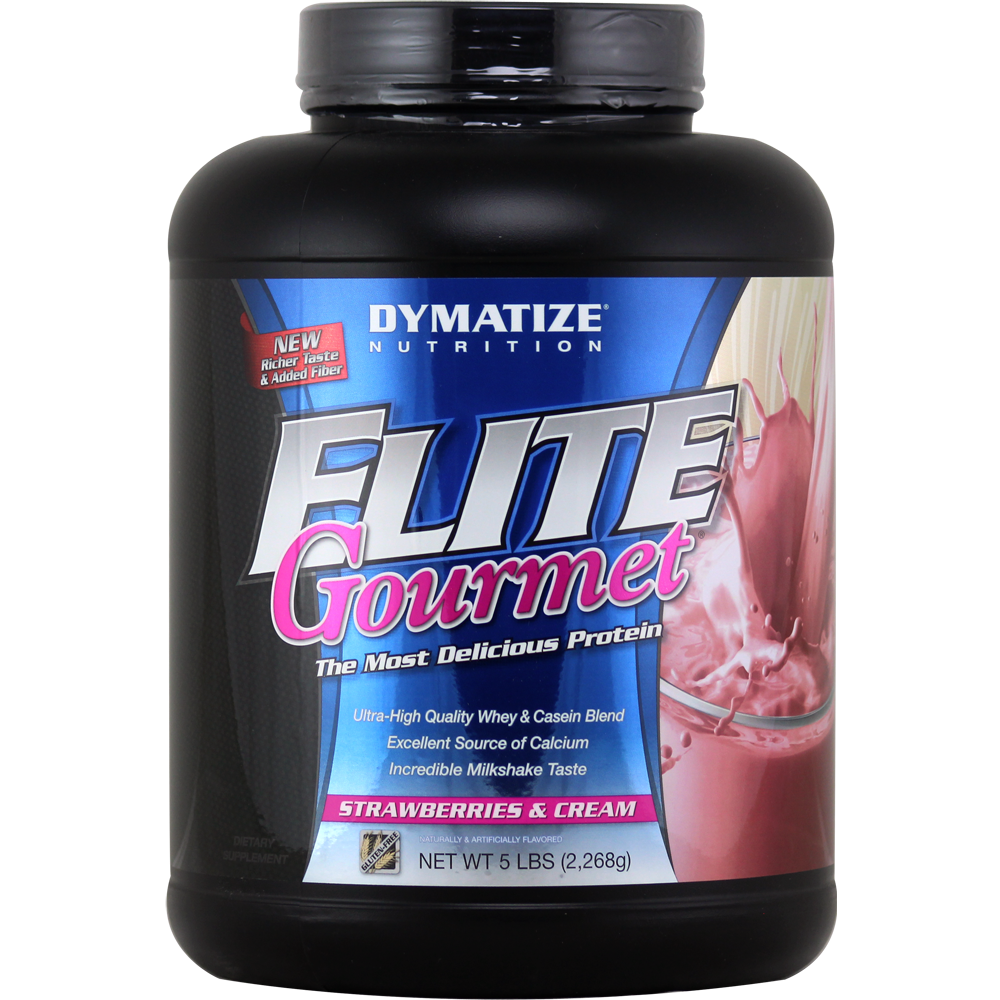 DYMATIZE®
NUTRITION
NEW
Richer Taste
& Added Fiber
ELITE
Gourmet®
The Most Delicious Protein
Ultra-High Quality Whey & Casein Blend
Excellent Source of Calcium
Incredible Milkshake Taste
STRAWBERRIES & CREAM
NATURALLY & ARTIFICIALLY FLAVORED
GLUTEN-FREE
NET WT 5 LBS (2,268g)
DIETARY
SUPPLEMENT